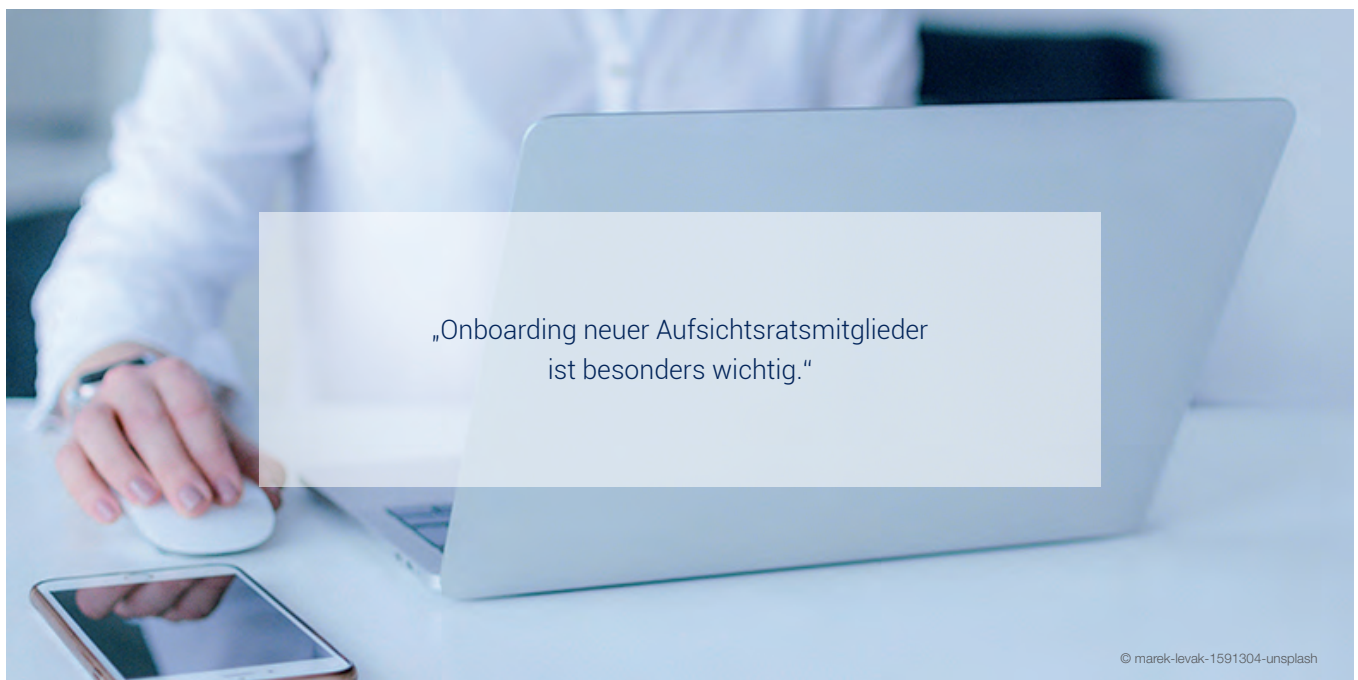 „Onboarding neuer Aufsichtsratsmitglieder
ist besonders wichtig.“
© marek-levak-1591304-unsplash